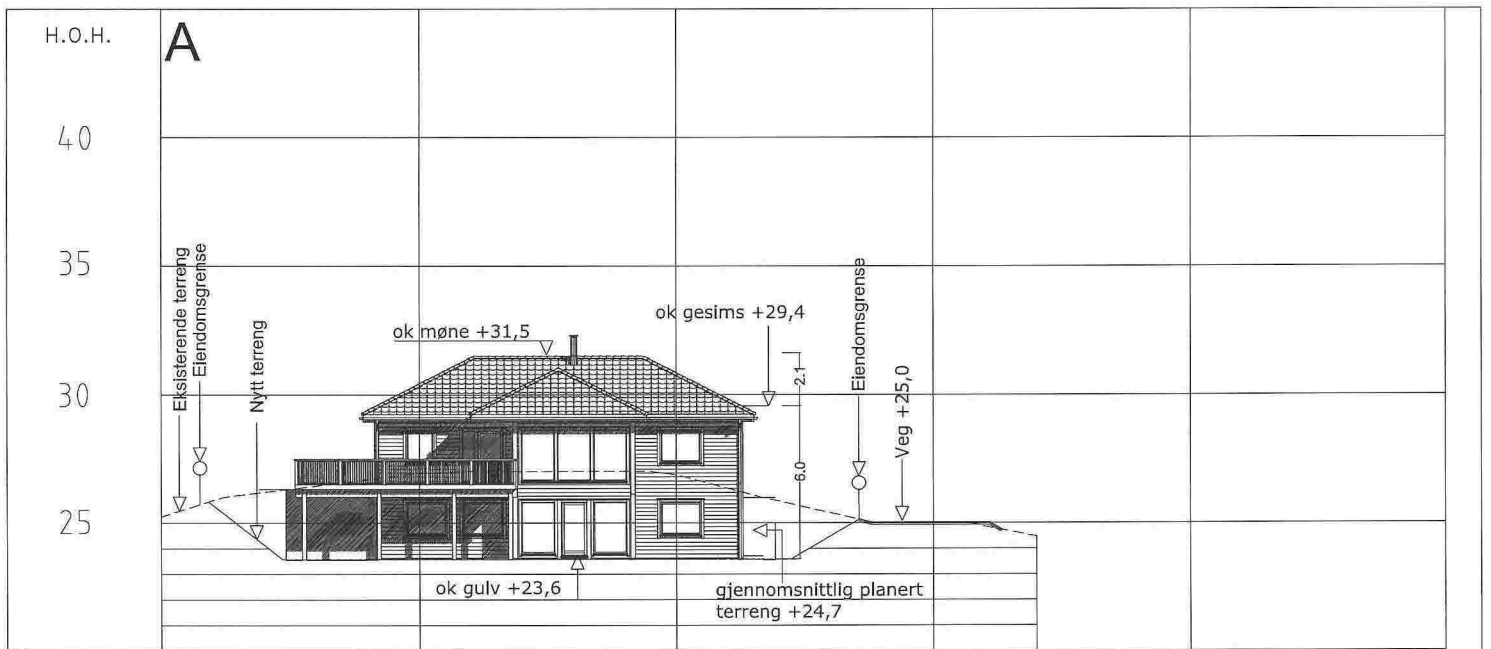 H.O.H.
A
40
35
30
25
Eksisterende terreng
Eiendomsgrense
Nytt terreng
ok møne +31,5
ok gesims +29,4
2.1
6.0
Eiendomsgrense
Veg +25,0
ok gulv +23,6
gjennomsnittlig planert
terreng +24,7